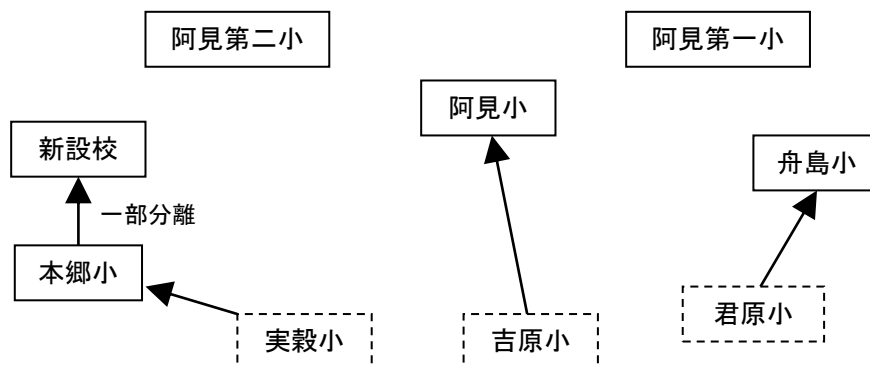 阿見第二小
阿見第一小
阿見小
新設校
舟島小
一部分離
本郷小
君原小
実穀小
吉原小